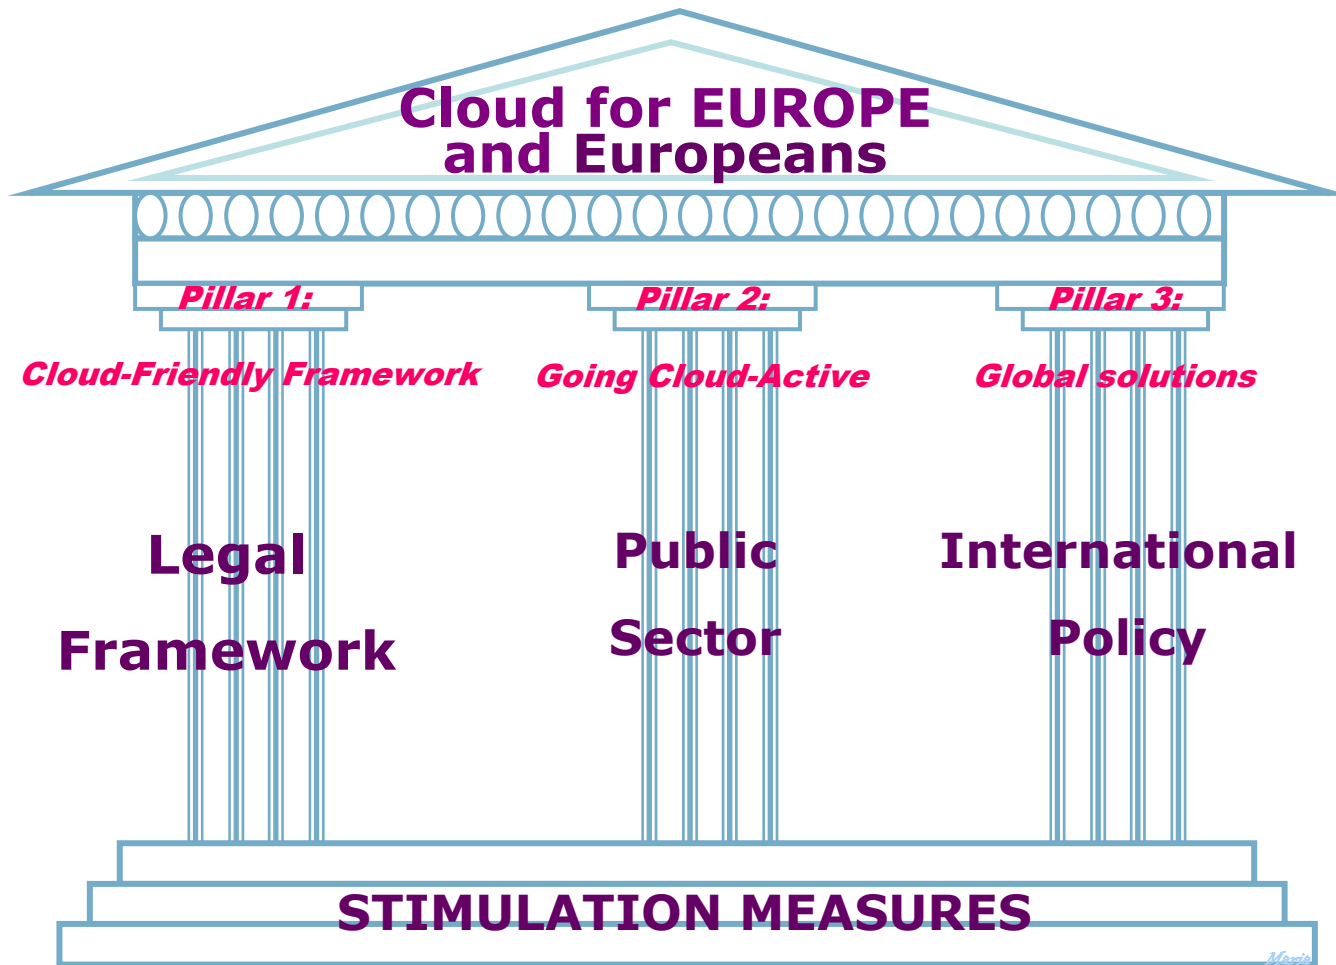 Cloud for EUROPE
and Europeans
Pillar 1:
Pillar 2:
Pillar 3:
Cloud-Friendly Framework
Going Cloud-Active
Global solutions
Legal
Framework
Public
Sector
International
Policy
STIMULATION MEASURES